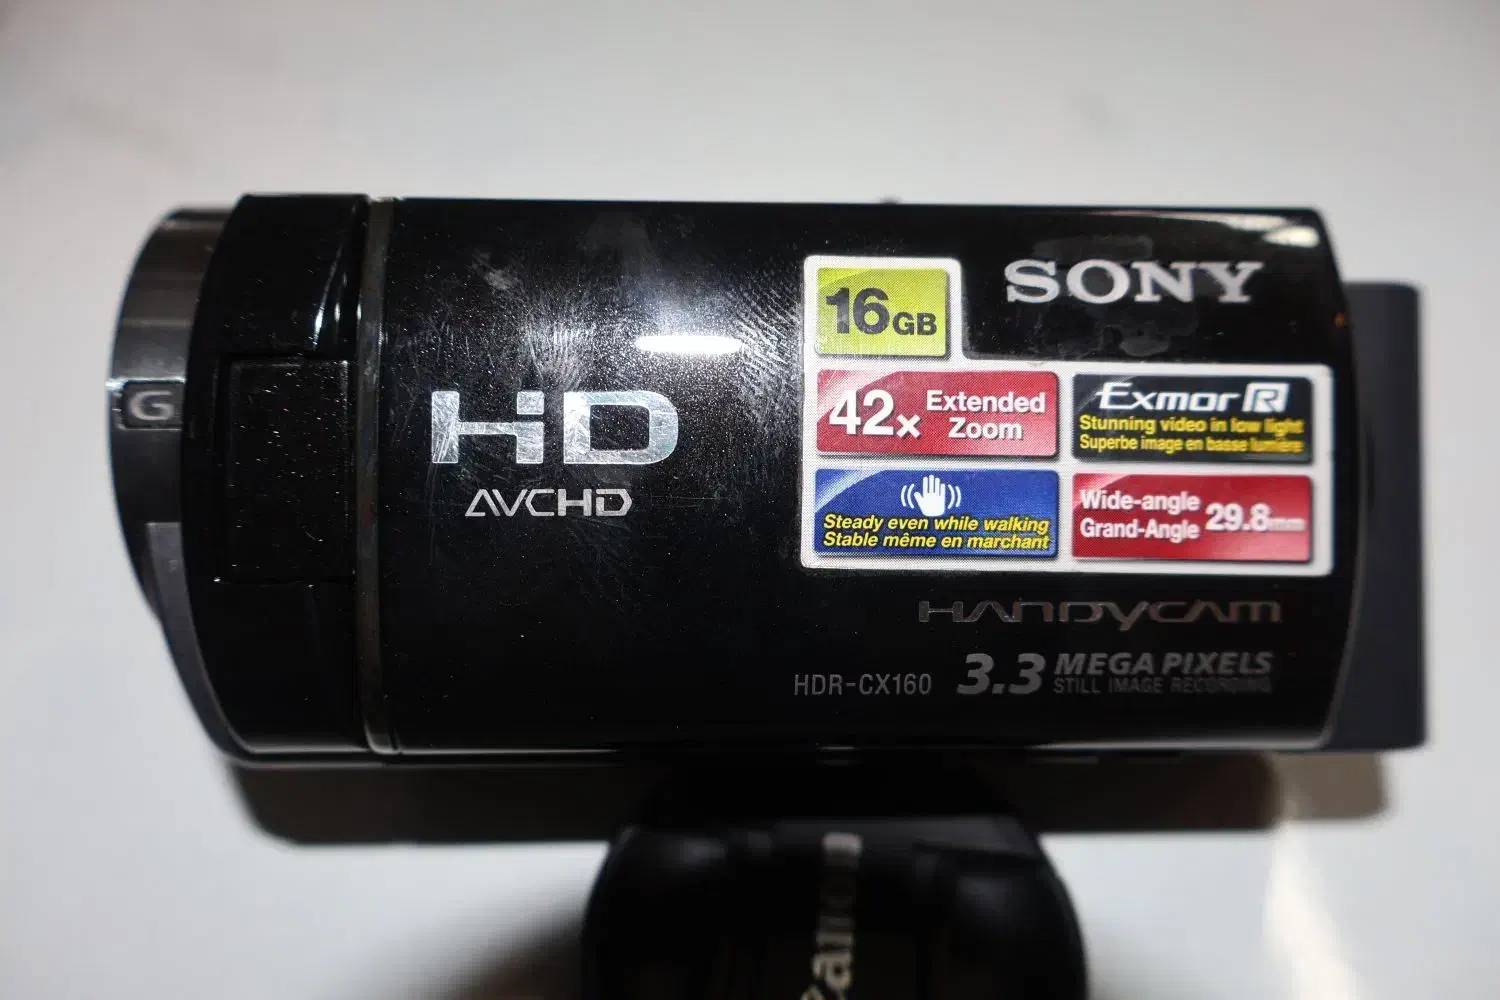 SONY
16GB
42x Extended
Zoom
Exmor R
Stunning video in low light
Superbe image en basse lumière
G
HD
AVCHD
Steady even while walking
Stable même en marchant
Wide-angle
Grand-Angle 29.8mm
HANDYCAM
HDR-CX160 3.3 MEGA PIXELS
STILL IMAGE RECORDING